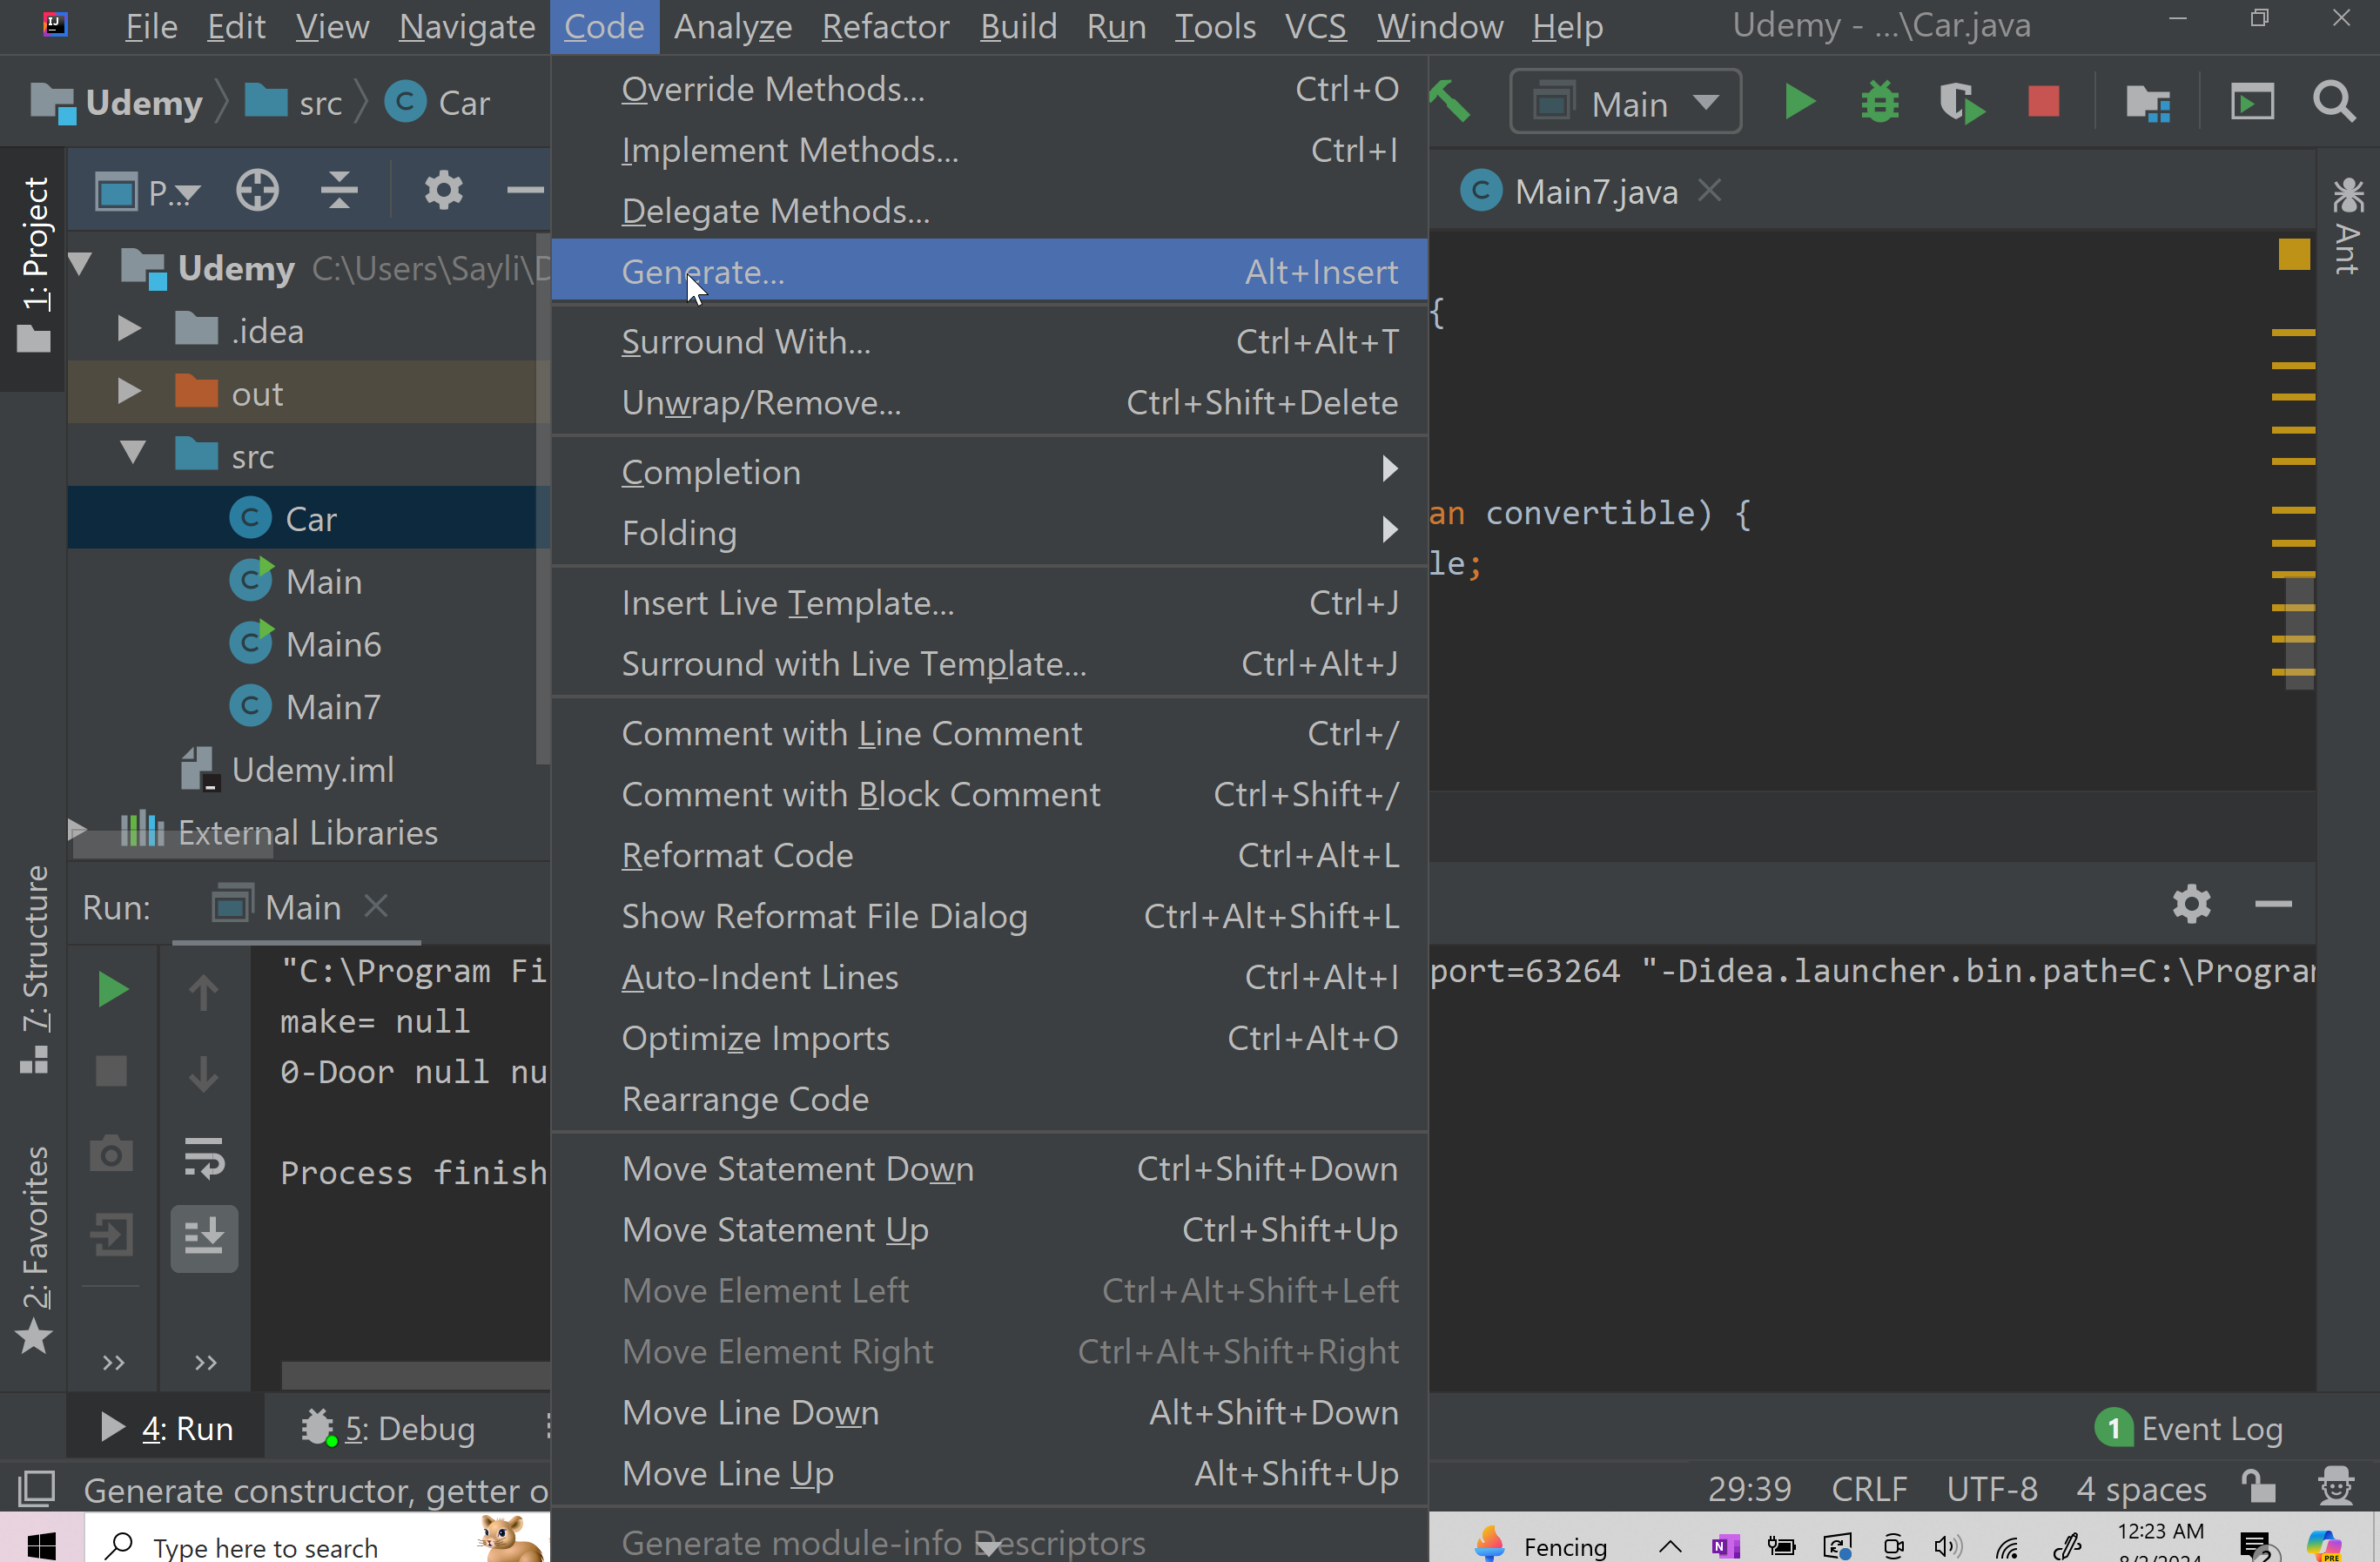 File Edit View Navigate Code Analyze Refactor Build Run Tools VCS Window Help Udemy - ...\Car.java
Udemy src Car Main
1: Project
P...
Main7.java
Ant
Override Methods... Ctrl+O
Implement Methods... Ctrl+I
Delegate Methods...
Generate... Alt+Insert
Surround With... Ctrl+Alt+T
Unwrap/Remove... Ctrl+Shift+Delete
Completion
Folding
Insert Live Template... Ctrl+J
Surround with Live Template... Ctrl+Alt+J
Comment with Line Comment Ctrl+/
Comment with Block Comment Ctrl+Shift+/
Reformat Code Ctrl+Alt+L
Show Reformat File Dialog Ctrl+Alt+Shift+L
Auto-Indent Lines Ctrl+Alt+I
Optimize Imports Ctrl+Alt+O
Rearrange Code
Move Statement Down Ctrl+Shift+Down
Move Statement Up Ctrl+Shift+Up
Move Element Left Ctrl+Alt+Shift+Left
Move Element Right Ctrl+Alt+Shift+Right
Move Line Down Alt+Shift+Down
Move Line Up Alt+Shift+Up
Generate module-info Descriptors
Udemy C:\Users\Sayli\D
.idea
out
src
Car
Main
Main6
Main7
Udemy.iml
External Libraries
{
an convertible) {
le;
7: Structure
2: Favorites
Run: Main
"C:\Program Fi
port=63264 "-Didea.launcher.bin.path=C:\Program
make= null
0-Door null nu
Process finish
4: Run 5: Debug
1 Event Log
Generate constructor, getter o
29:39 CRLF UTF-8 4 spaces
Type here to search
Fencing
12:23 AM